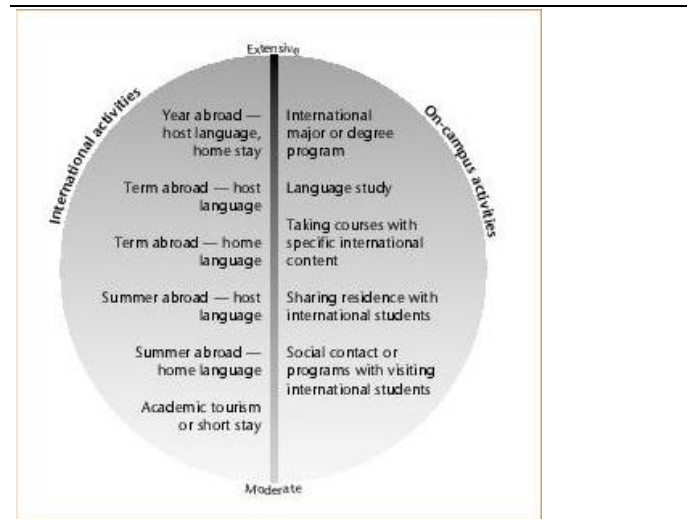 Extensive
International activities
On-campus activities
Year abroad —
host language,
home stay
Term abroad — host
language
Term abroad — home
language
Summer abroad — host
language
Summer abroad —
home language
Academic tourism
or short stay
International
major or degree
program
Language study
Taking courses with
specific international
content
Sharing residence with
international students
Social contact or
programs with visiting
international students
Moderate